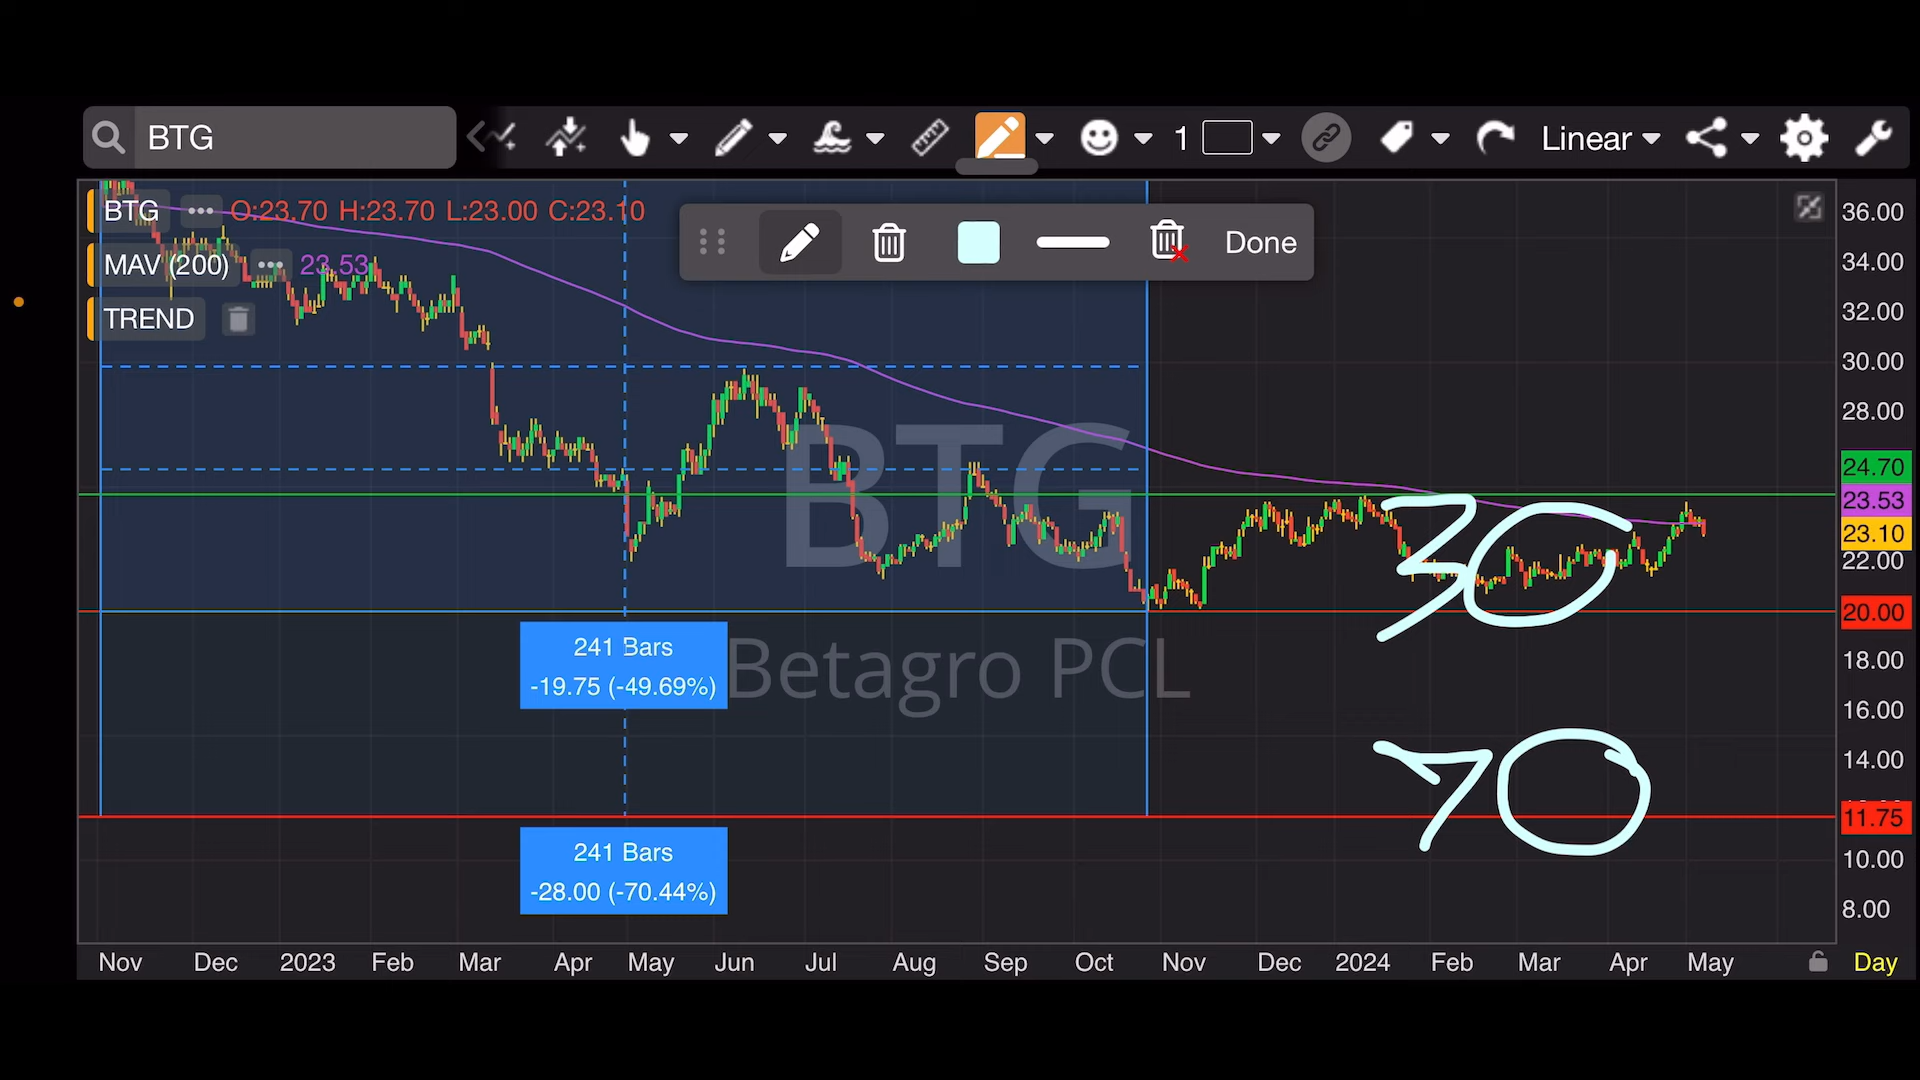 BTG
1
Linear
BTG ••• O:23.70 H:23.70 L:23.00 C:23.10
MAV (200) ••• 23.53
TREND
Done
36.00
34.00
32.00
30.00
28.00
24.70
23.53
23.10
22.00
20.00
18.00
16.00
14.00
11.75
10.00
8.00
BTG
Betagro PCL
30
70
241 Bars
-19.75 (-49.69%)
241 Bars
-28.00 (-70.44%)
Nov Dec 2023 Feb Mar Apr May Jun Jul Aug Sep Oct Nov Dec 2024 Feb Mar Apr May Day